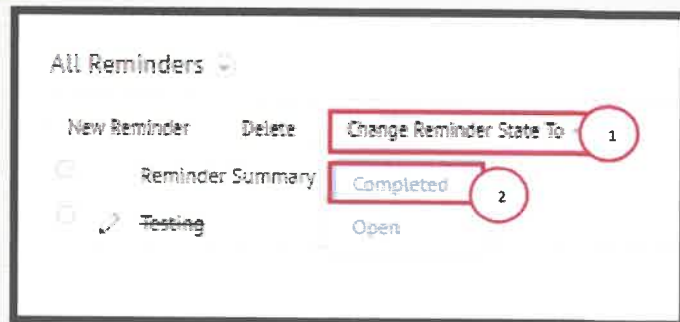 All Reminders
New Reminder Delete Change Reminder State To 1
Reminder Summary Completed 2
Testing Open